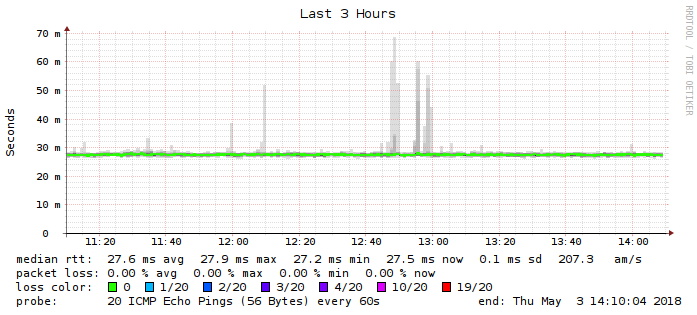 Last 3 Hours
RRDTOOL / TOBI OETIKER
Seconds
70 m
60 m
50 m
40 m
30 m
20 m
10 m
0
11:20 11:40 12:00 12:20 12:40 13:00 13:20 13:40 14:00
median rtt: 27.6 ms avg 27.9 ms max 27.2 ms min 27.5 ms now 0.1 ms sd 207.3 am/s
packet loss: 0.00 % avg 0.00 % max 0.00 % min 0.00 % now
loss color: 0 1/20 2/20 3/20 4/20 10/20 19/20
probe: 20 ICMP Echo Pings (56 Bytes) every 60s end: Thu May 3 14:10:04 2018